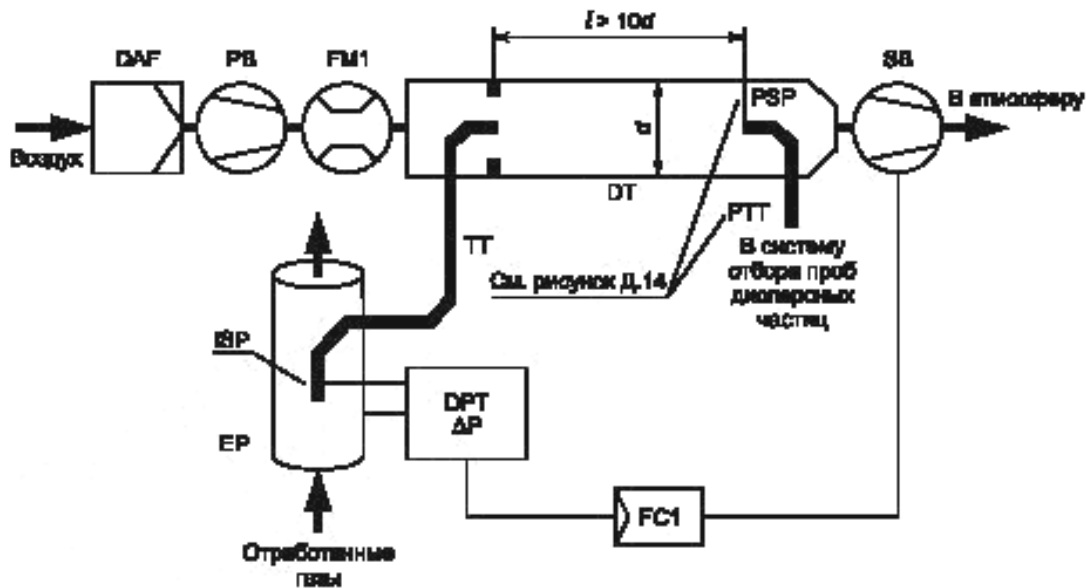 l > 10d
DAF
PB
FM1
SB
Воздух
В атмосферу
d
PSP
DT
PTT
TT
В систему
отбора проб
дисперсных
частиц
См. рисунок Д.14
ISP
DPT
ΔP
EP
FC1
Отработанные
газы